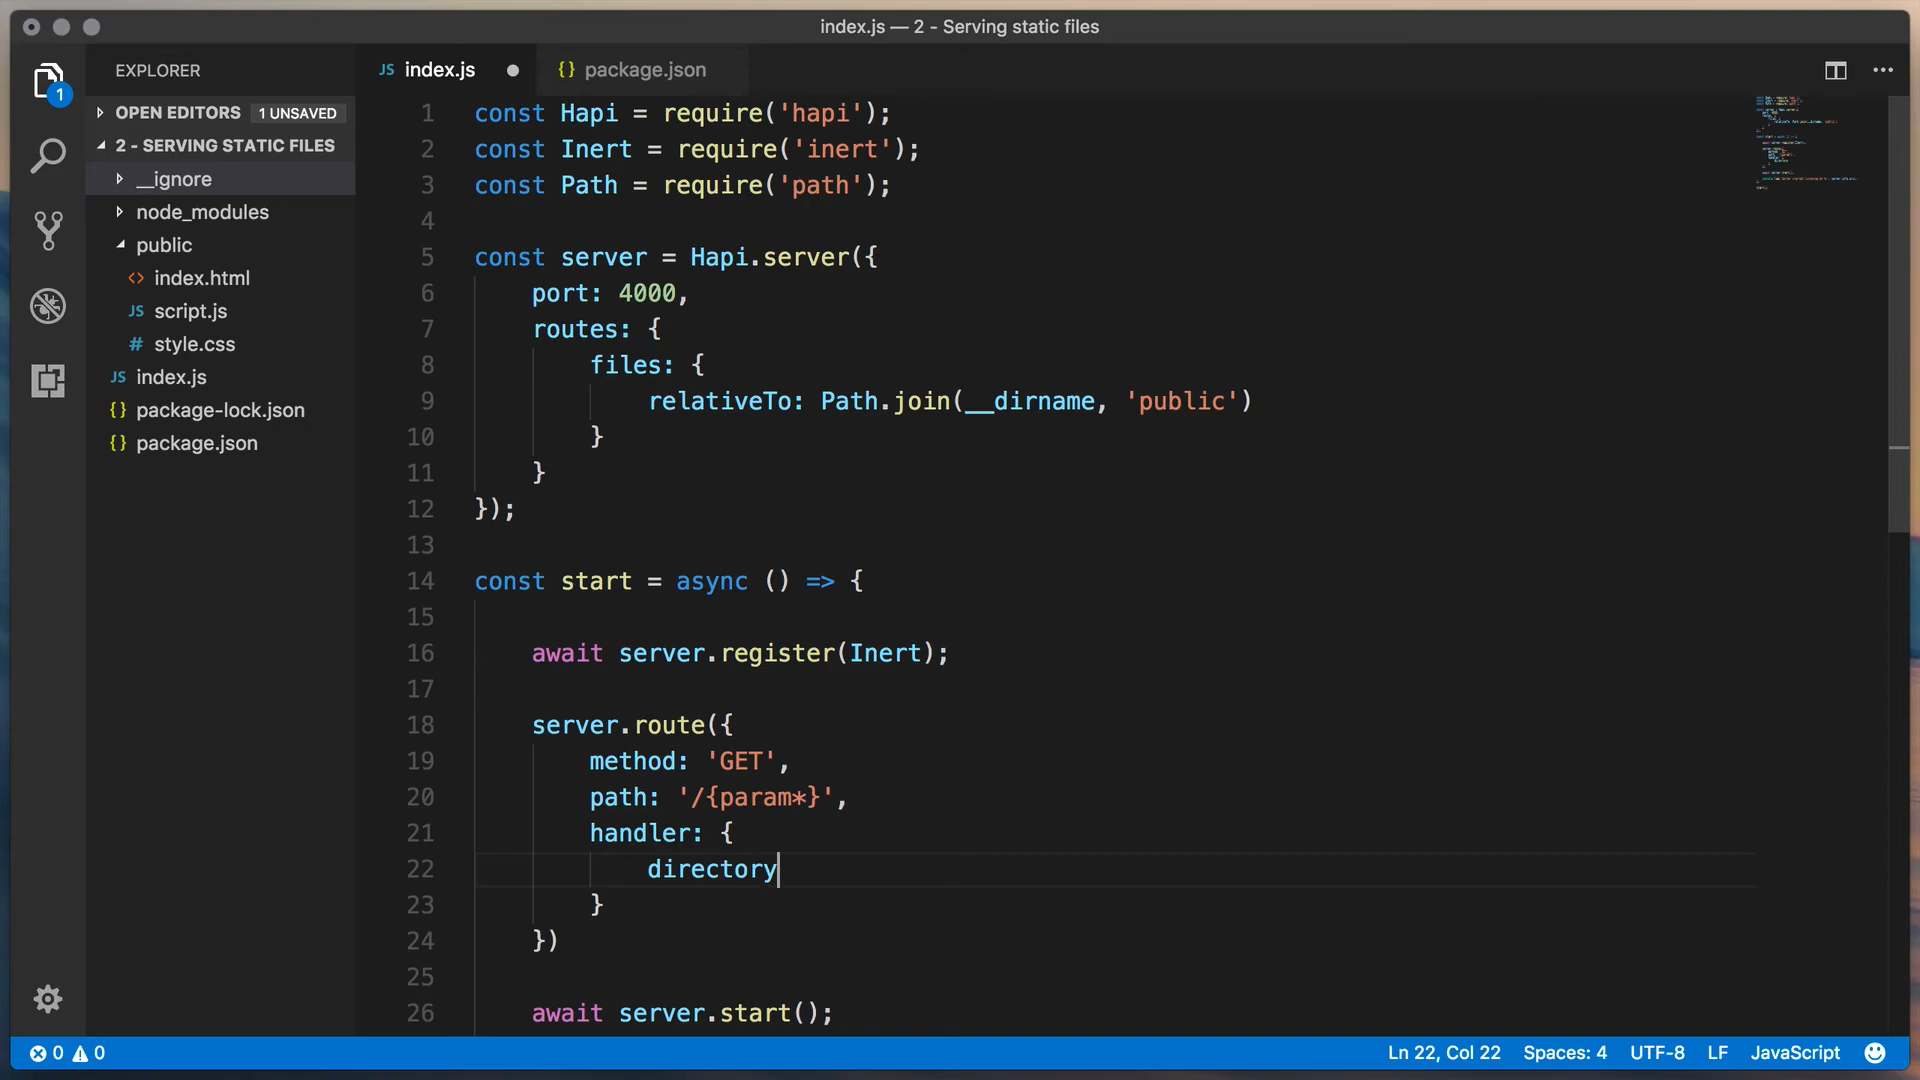 index.js — 2 - Serving static files
EXPLORER
OPEN EDITORS 1 UNSAVED
2 - SERVING STATIC FILES
__ignore
node_modules
public
<> index.html
JS script.js
# style.css
JS index.js
{} package-lock.json
{} package.json
1
JS index.js ●
{} package.json
1 const Hapi = require('hapi');
2 const Inert = require('inert');
3 const Path = require('path');
4
5 const server = Hapi.server({
6 port: 4000,
7 routes: {
8 files: {
9 relativeTo: Path.join(__dirname, 'public')
10 }
11 }
12 });
13
14 const start = async () => {
15
16 await server.register(Inert);
17
18 server.route({
19 method: 'GET',
20 path: '/{param*}',
21 handler: {
22 directory
23 }
24 })
25
26 await server.start();
0 0
Ln 22, Col 22 Spaces: 4 UTF-8 LF JavaScript